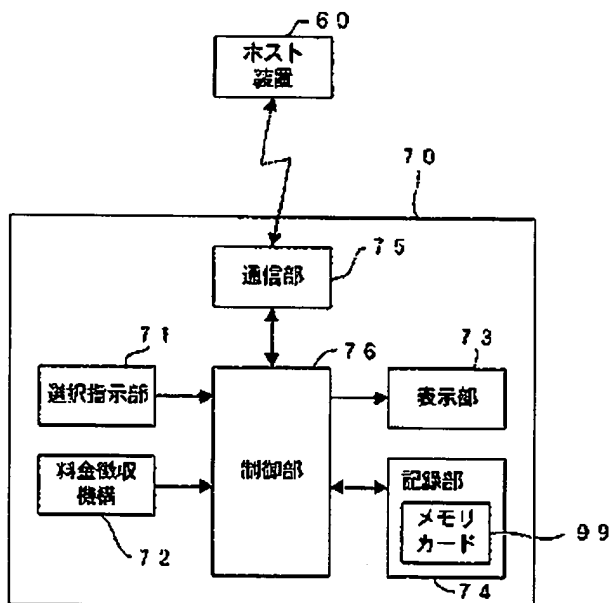 60
ホスト
装置
70
通信部
75
71
選択指示部
76
制御部
73
表示部
料金徴収
機構
72
記録部
メモリ
カード
99
74